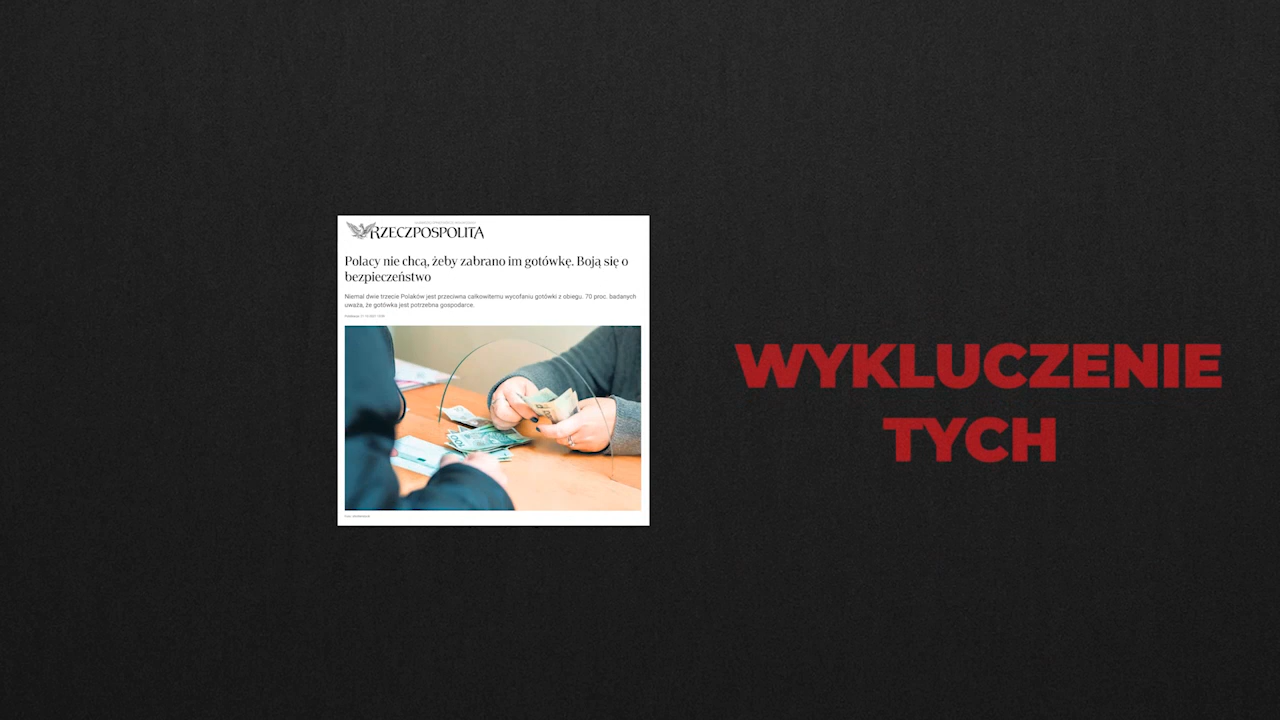 RZECZPOSPOLITA
Polacy nie chcą, żeby zabrano im gotówkę. Boją się o
bezpieczeństwo
Niemal dwie trzecie Polaków jest przeciwna całkowitemu wycofaniu gotówki z obiegu. 70 proc. badanych
uważa, że gotówka jest potrzebna gospodarce.
WYKLUCZENIE
TYCH